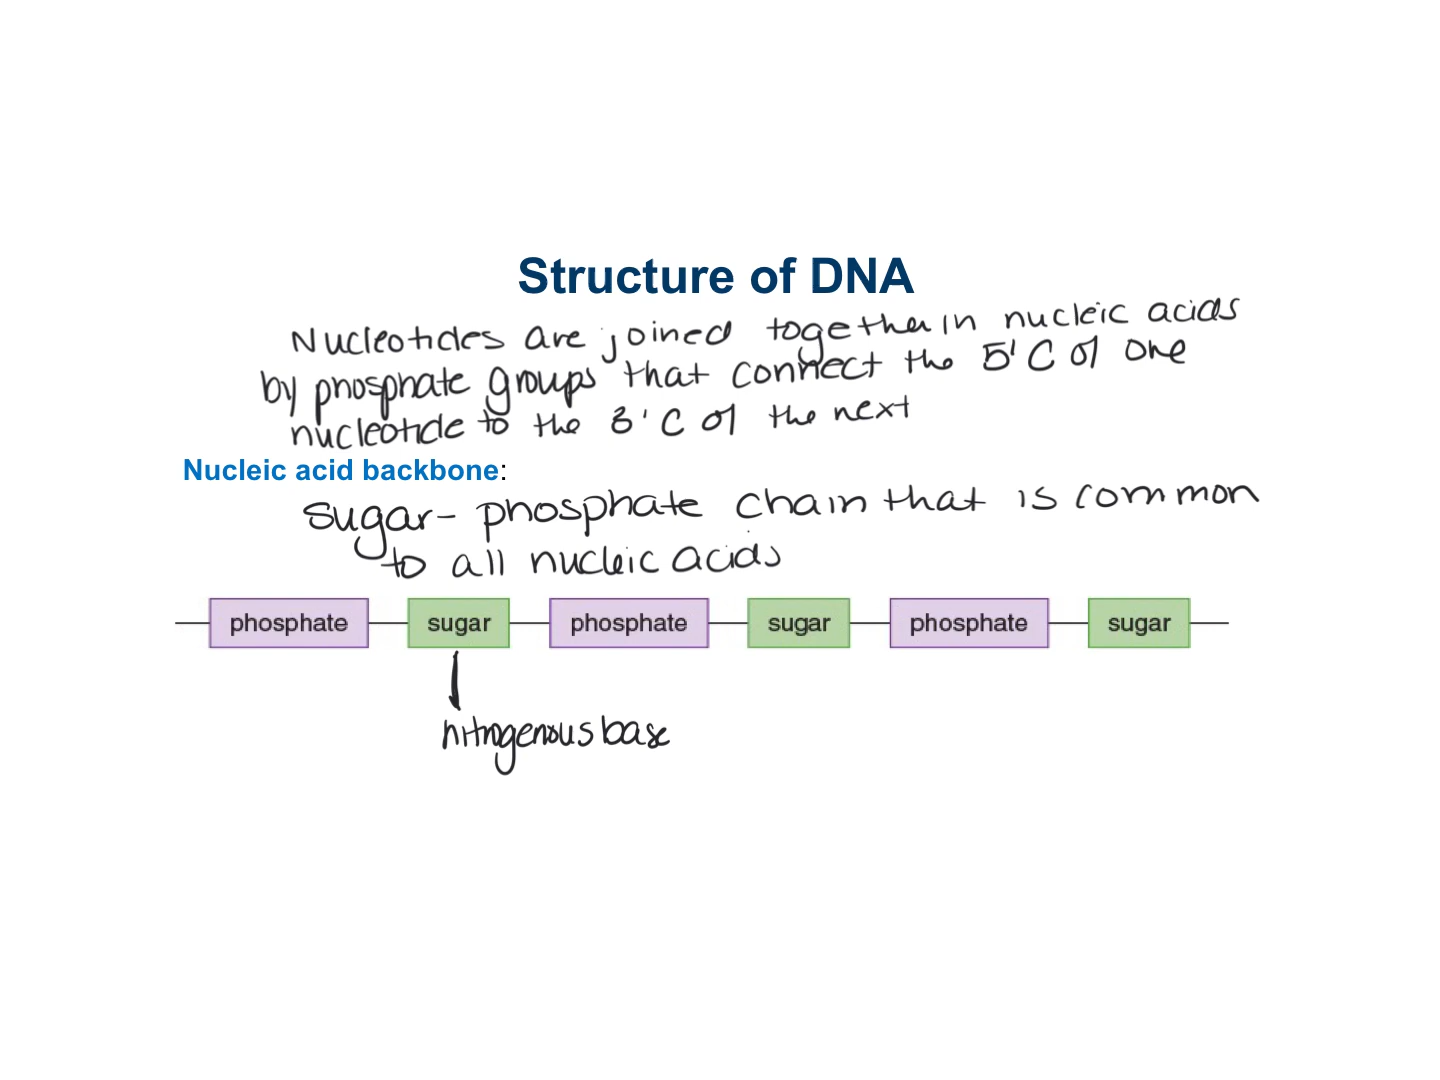 Structure of DNA
Nucleotides are joined together in nucleic acids
by phosphate groups that connect the 5' C of one
nucleotide to the 3' C of the next
Nucleic acid backbone:
sugar- phosphate chain that is common
to all nucleic acids
phosphate sugar phosphate sugar phosphate sugar
nitrogenous base